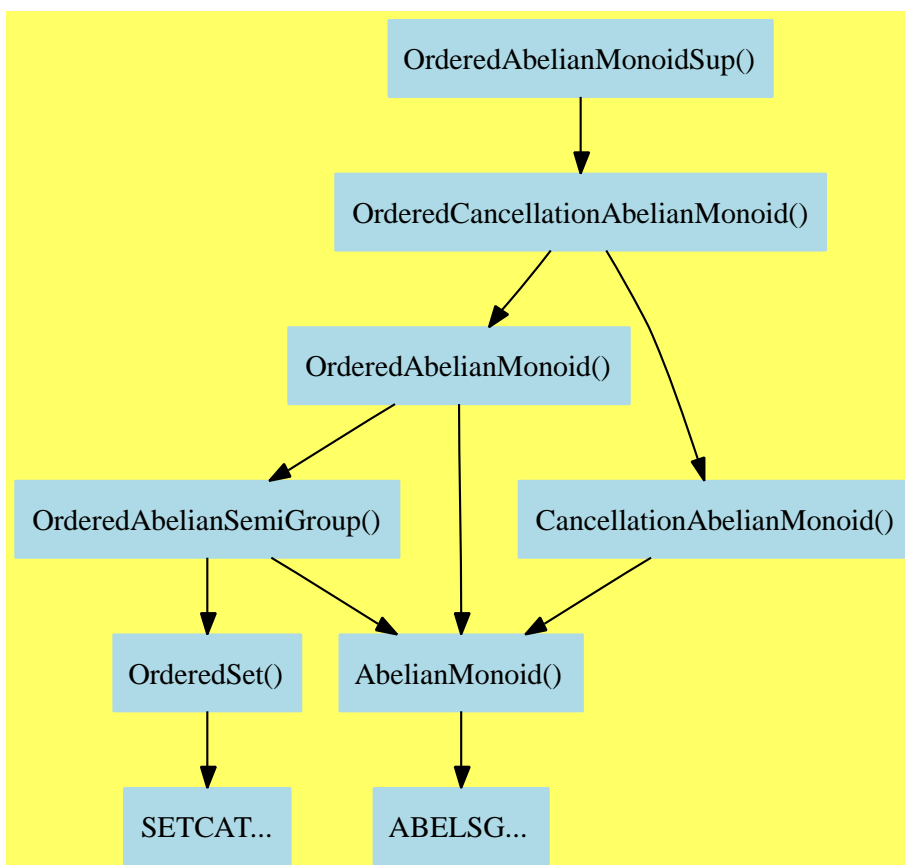 OrderedAbelianMonoidSup()
OrderedCancellationAbelianMonoid()
OrderedAbelianMonoid()
OrderedAbelianSemiGroup()
CancellationAbelianMonoid()
OrderedSet()
AbelianMonoid()
SETCAT...
ABELSG...